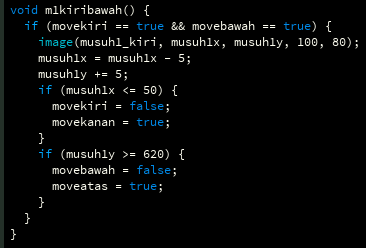 void m1kiribawah() {
  if (movekiri == true && movebawah == true) {
    image(musuh1_kiri, musuh1x, musuh1y, 100, 80);
    musuh1x = musuh1x - 5;
    musuh1y += 5;
    if (musuh1x <= 50) {
      movekiri = false;
      movekanan = true;
    }
    if (musuh1y >= 620) {
      movebawah = false;
      moveatas = true;
    }
  }
}